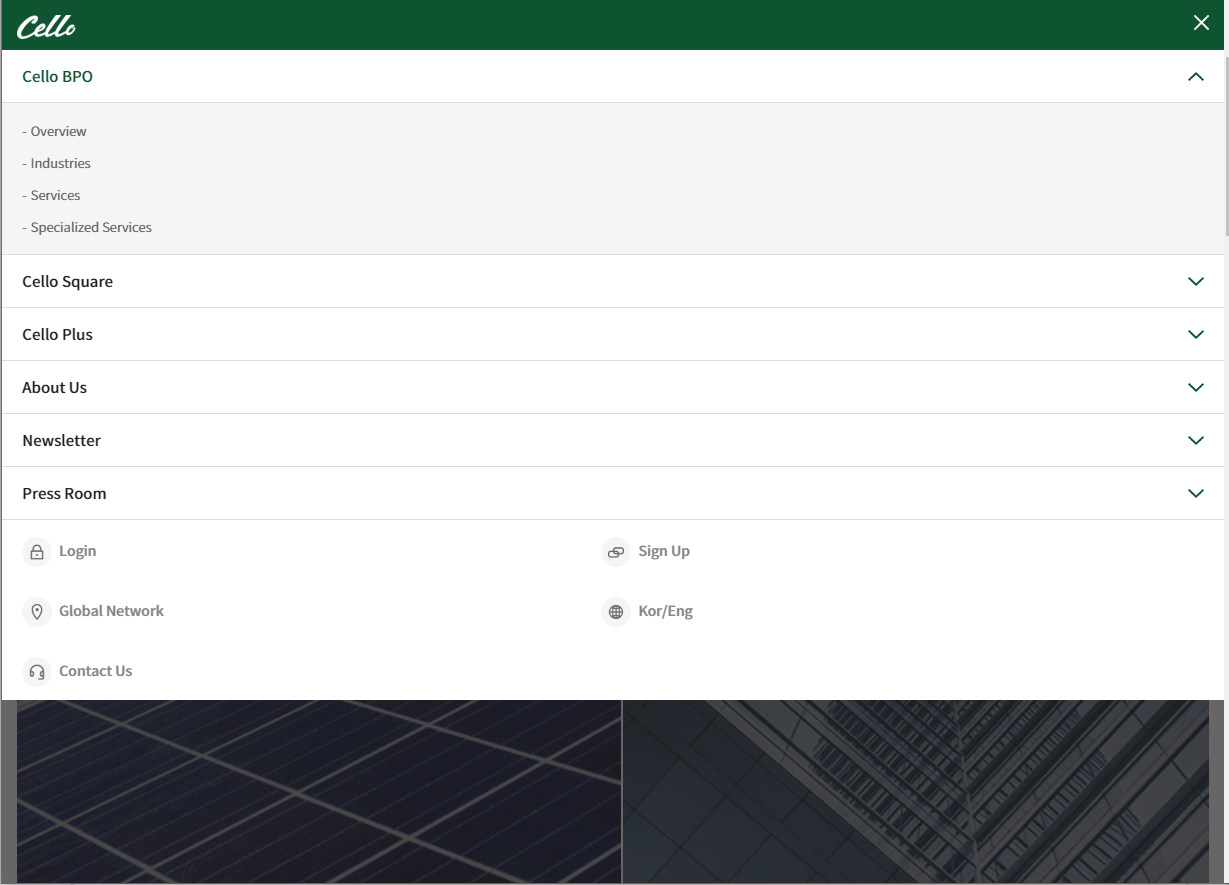 Cello
Cello BPO
- Overview
- Industries
- Services
- Specialized Services
Cello Square
Cello Plus
About Us
Newsletter
Press Room
Login
Sign Up
Global Network
Kor/Eng
Contact Us